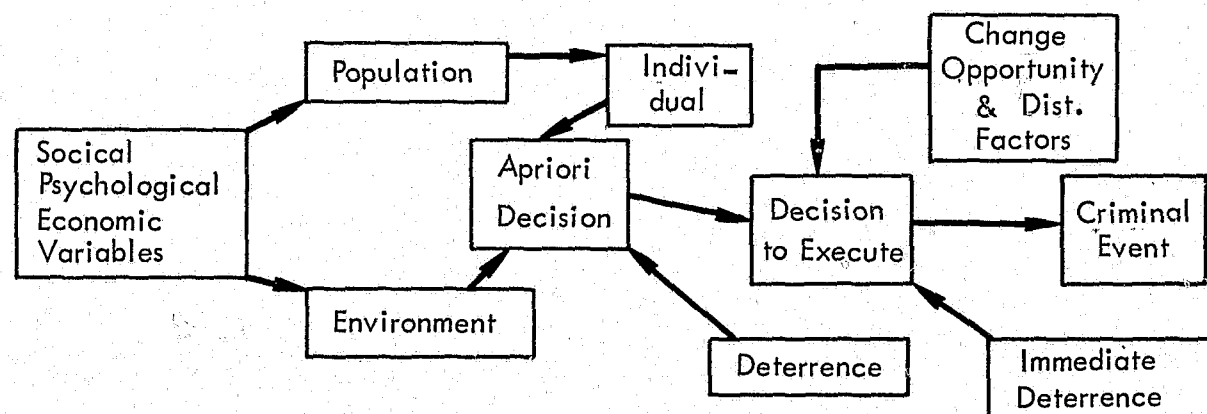 Socical
Psychological
Economic
Variables
Population
Environment
Indivi-
dual
Apriori
Decision
Deterrence
Change
Opportunity
& Dist.
Factors
Decision
to Execute
Immediate
Deterrence
Criminal
Event